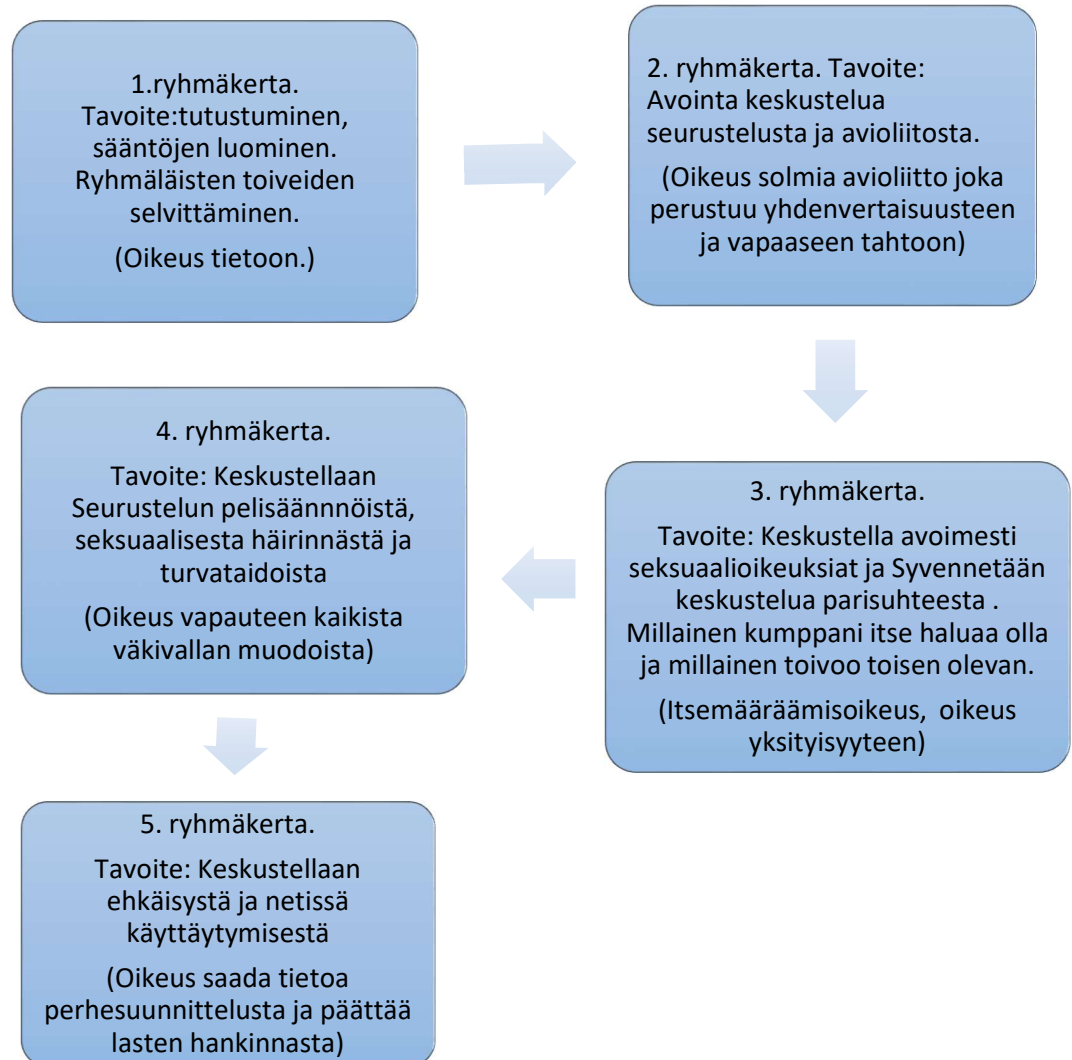 1.ryhmäkerta.
Tavoite:tutustuminen,
sääntöjen luominen.
Ryhmäläisten toiveiden
selvittäminen.
(Oikeus tietoon.)
2. ryhmäkerta. Tavoite:
Avointa keskustelua
seurustelusta ja avioliitosta.
(Oikeus solmia avioliitto joka
perustuu yhdenvertaisuuteen
ja vapaaseen tahtoon)
3. ryhmäkerta.
Tavoite: Keskustella avoimesti
seksuaalioikeuksiat ja Syvennetään
keskustelua parisuhteesta .
Millainen kumppani itse haluaa olla
ja millainen toivoo toisen olevan.
(Itsemääräämisoikeus, oikeus
yksityisyyteen)
4. ryhmäkerta.
Tavoite: Keskustellaan
Seurustelun pelisäännnöistä,
seksuaalisesta häirinnästä ja
turvataidoista
(Oikeus vapauteen kaikista
väkivallan muodoista)
5. ryhmäkerta.
Tavoite: Keskustellaan
ehkäisystä ja netissä
käyttäytymisestä
(Oikeus saada tietoa
perhesuunnittelusta ja päättää
lasten hankinnasta)